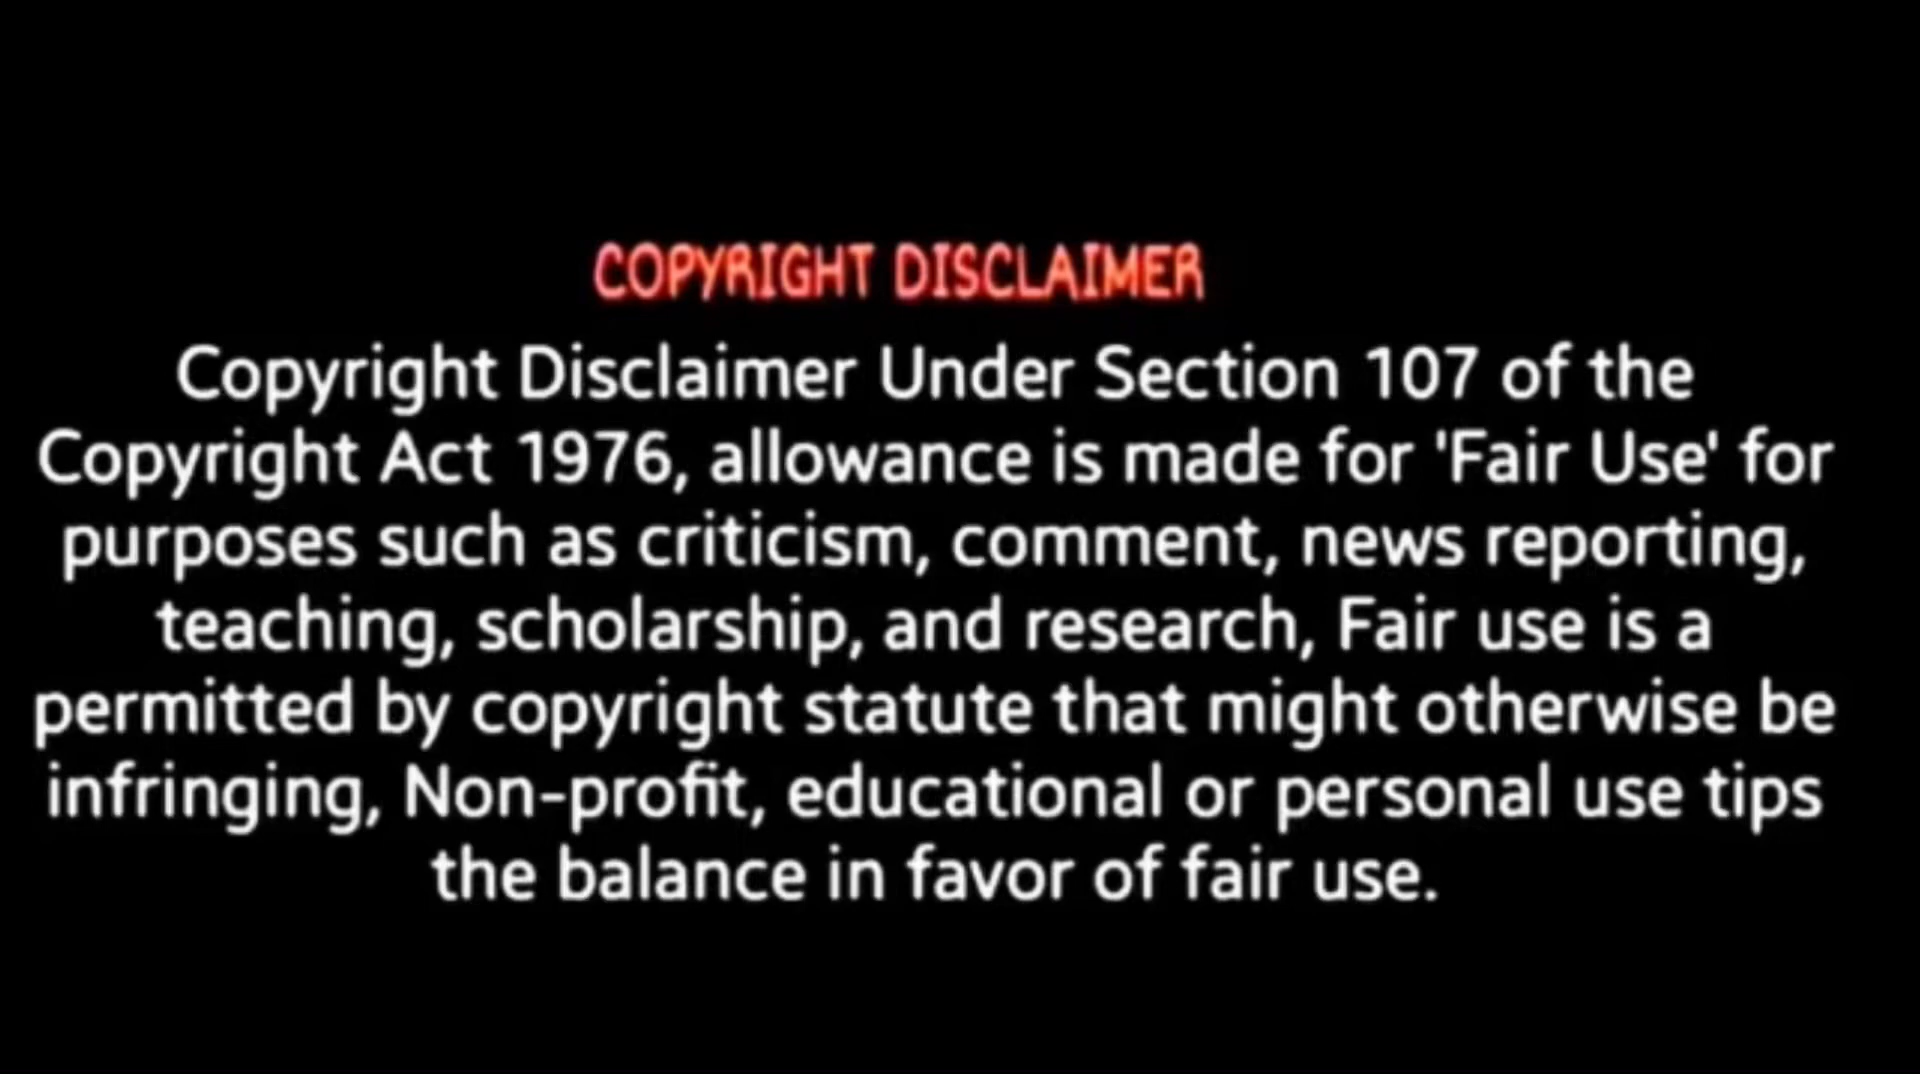 COPYRIGHT DISCLAIMER
Copyright Disclaimer Under Section 107 of the
Copyright Act 1976, allowance is made for 'Fair Use' for
purposes such as criticism, comment, news reporting,
teaching, scholarship, and research, Fair use is a
permitted by copyright statute that might otherwise be
infringing, Non-profit, educational or personal use tips
the balance in favor of fair use.